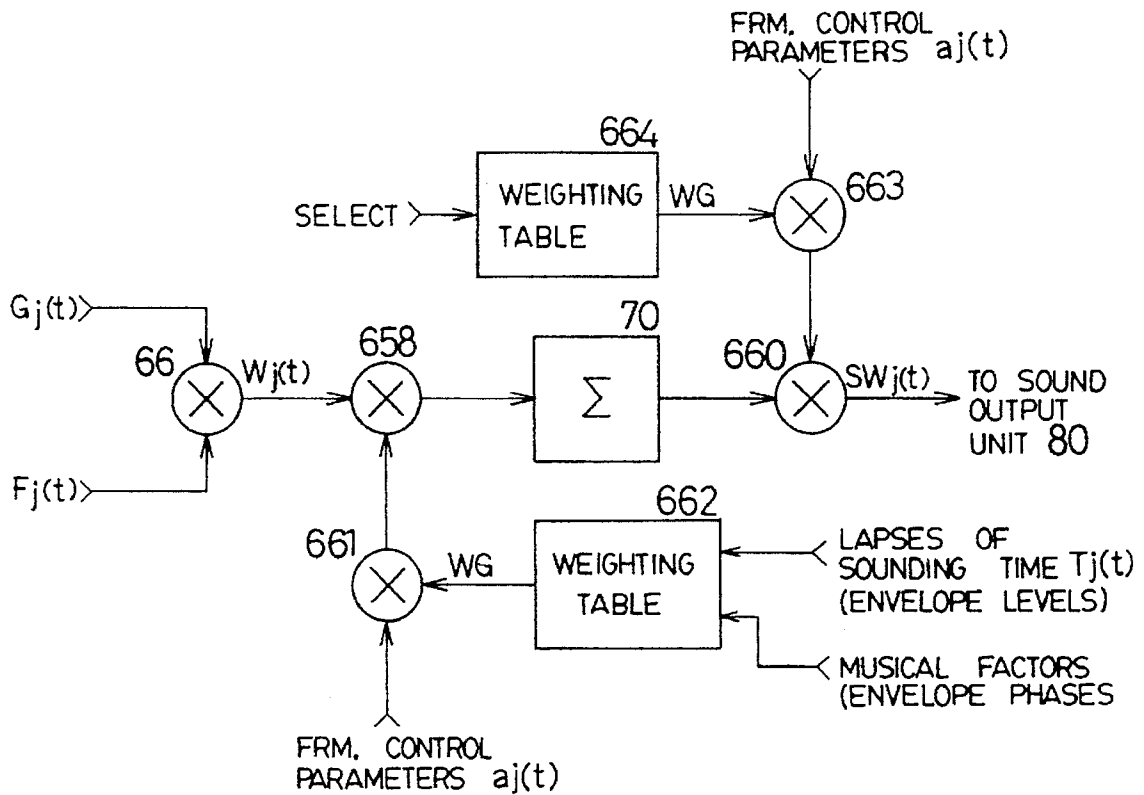 FRM. CONTROL
PARAMETERS aj(t)
664
WEIGHTING
TABLE
SELECT
WG
663
Gj(t)
66
Wj(t)
658
70
Σ
660
SWj(t)
TO SOUND
OUTPUT
UNIT 80
Fj(t)
661
WG
662
WEIGHTING
TABLE
LAPSES OF
SOUNDING TIME Tj(t)
(ENVELOPE LEVELS)
MUSICAL FACTORS
(ENVELOPE PHASES
FRM. CONTROL
PARAMETERS aj(t)